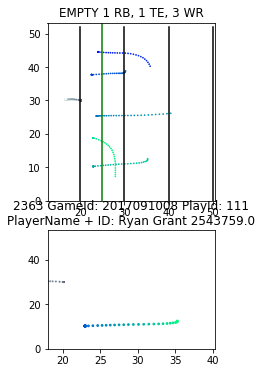 EMPTY 1 RB, 1 TE, 3 WR
50
40
30
20
10
0
20 30 40 50
2363 GameId: 2017091008 PlayId: 111
PlayerName + ID: Ryan Grant 2543759.0
40
20
0
20 25 30 35 40